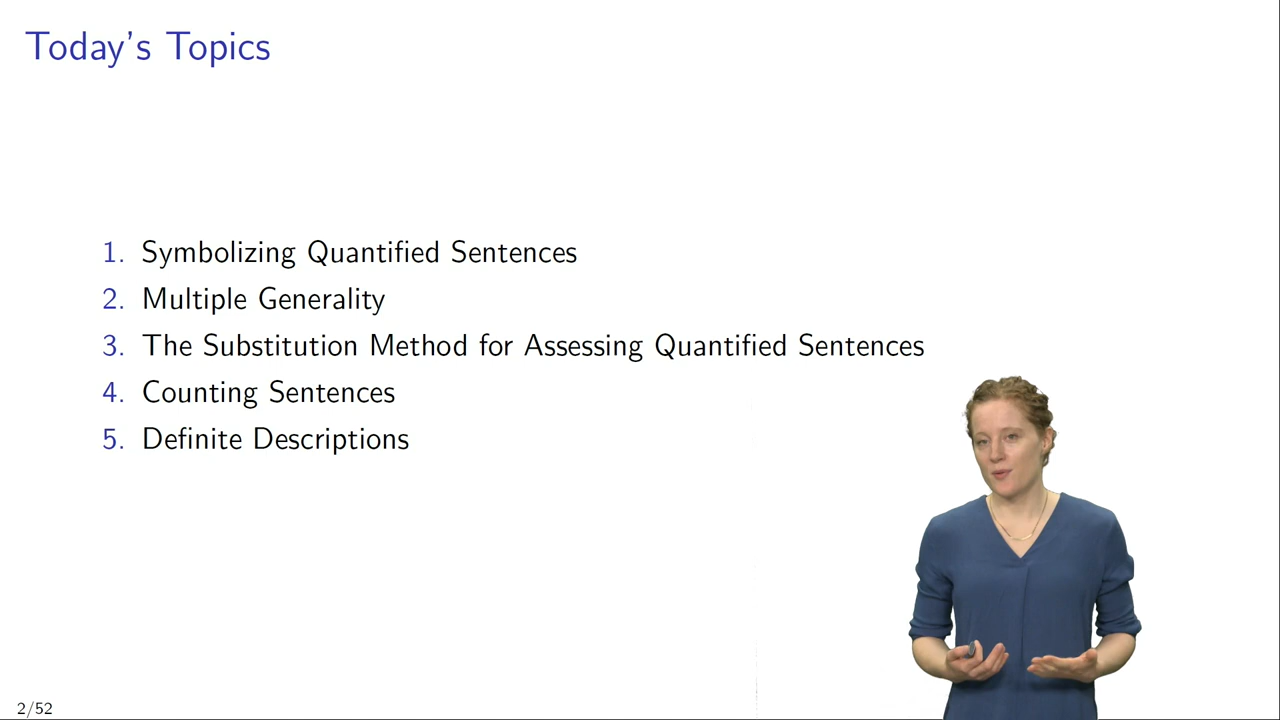 Today's Topics
1. Symbolizing Quantified Sentences
2. Multiple Generality
3. The Substitution Method for Assessing Quantified Sentences
4. Counting Sentences
5. Definite Descriptions
2/52